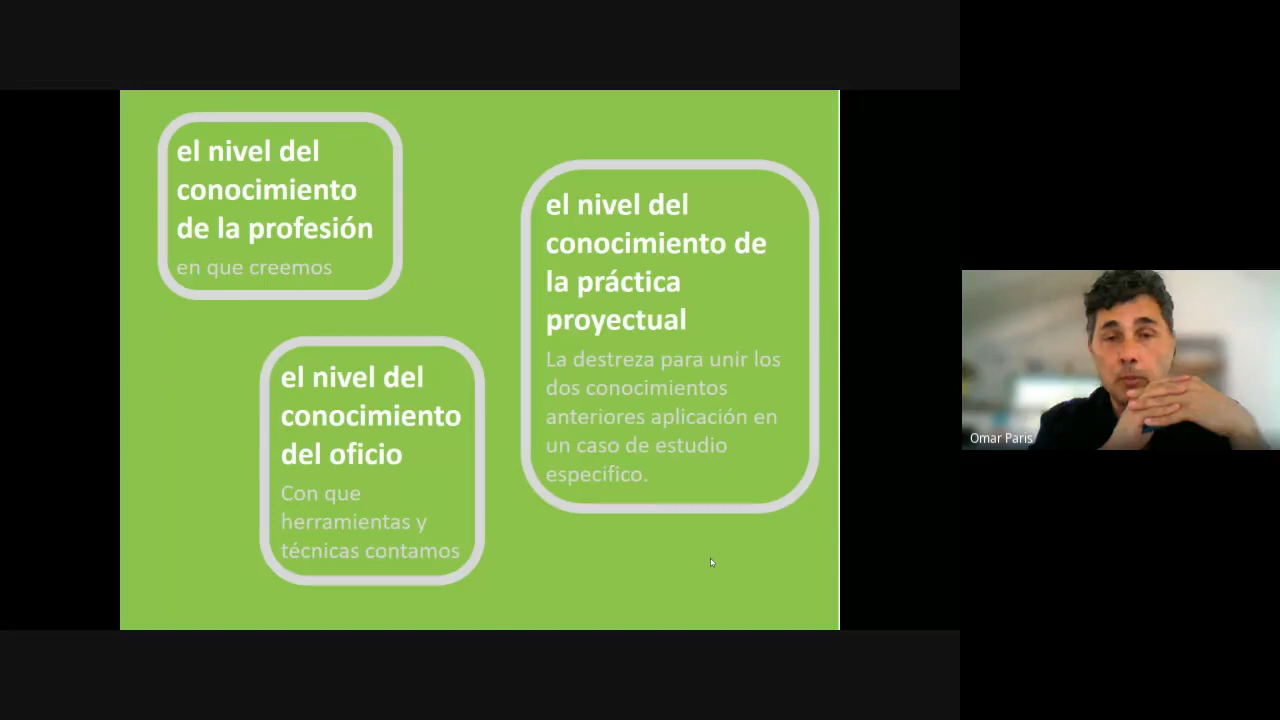 el nivel del
conocimiento
de la profesión
en que creemos
el nivel del
conocimiento
del oficio
Con que
herramientas y
técnicas contamos
el nivel del
conocimiento de
la práctica
proyectual
La destreza para unir los
dos conocimientos
anteriores aplicación en
un caso de estudio
especifico.
Omar Paris